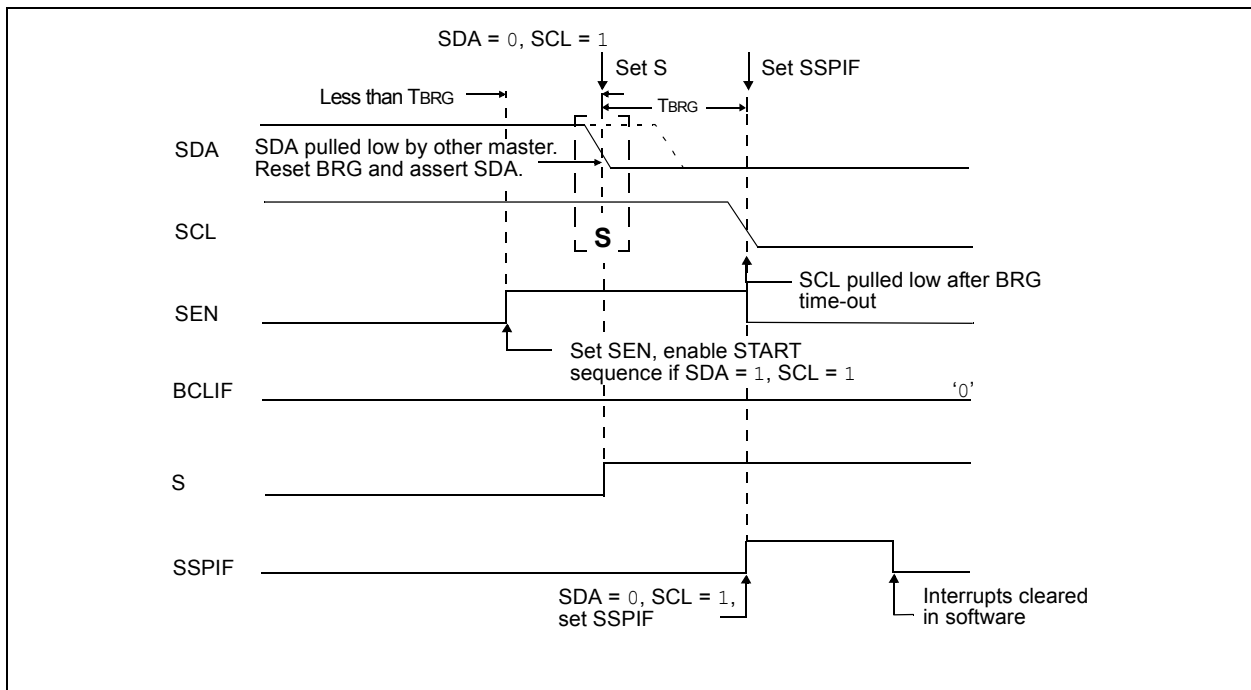 SDA = 0, SCL = 1
Set S
Set SSPIF
Less than TBRG
TBRG
SDA
SDA pulled low by other master.
Reset BRG and assert SDA.
SCL
S
SCL pulled low after BRG
time-out
SEN
Set SEN, enable START
sequence if SDA = 1, SCL = 1
BCLIF
‘0’
S
SSPIF
SDA = 0, SCL = 1,
set SSPIF
Interrupts cleared
in software